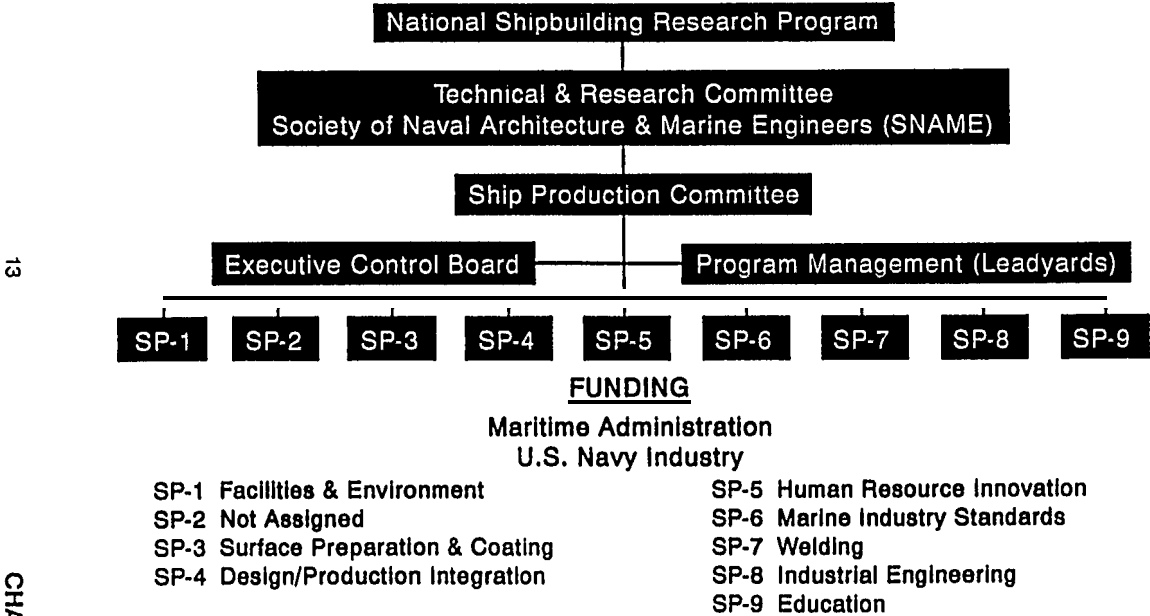 National Shipbuilding Research Program
Technical & Research Committee
Society of Naval Architecture & Marine Engineers (SNAME)
Ship Production Committee
Executive Control Board
Program Management (Leadyards)
SP-1
SP-2
SP-3
SP-4
SP-5
SP-6
SP-7
SP-8
SP-9
FUNDING
Maritime Administration
U.S. Navy Industry
SP-1 Facilities & Environment
SP-2 Not Assigned
SP-3 Surface Preparation & Coating
SP-4 Design/Production Integration
SP-5 Human Resource Innovation
SP-6 Marine Industry Standards
SP-7 Welding
SP-8 Industrial Engineering
SP-9 Education
13